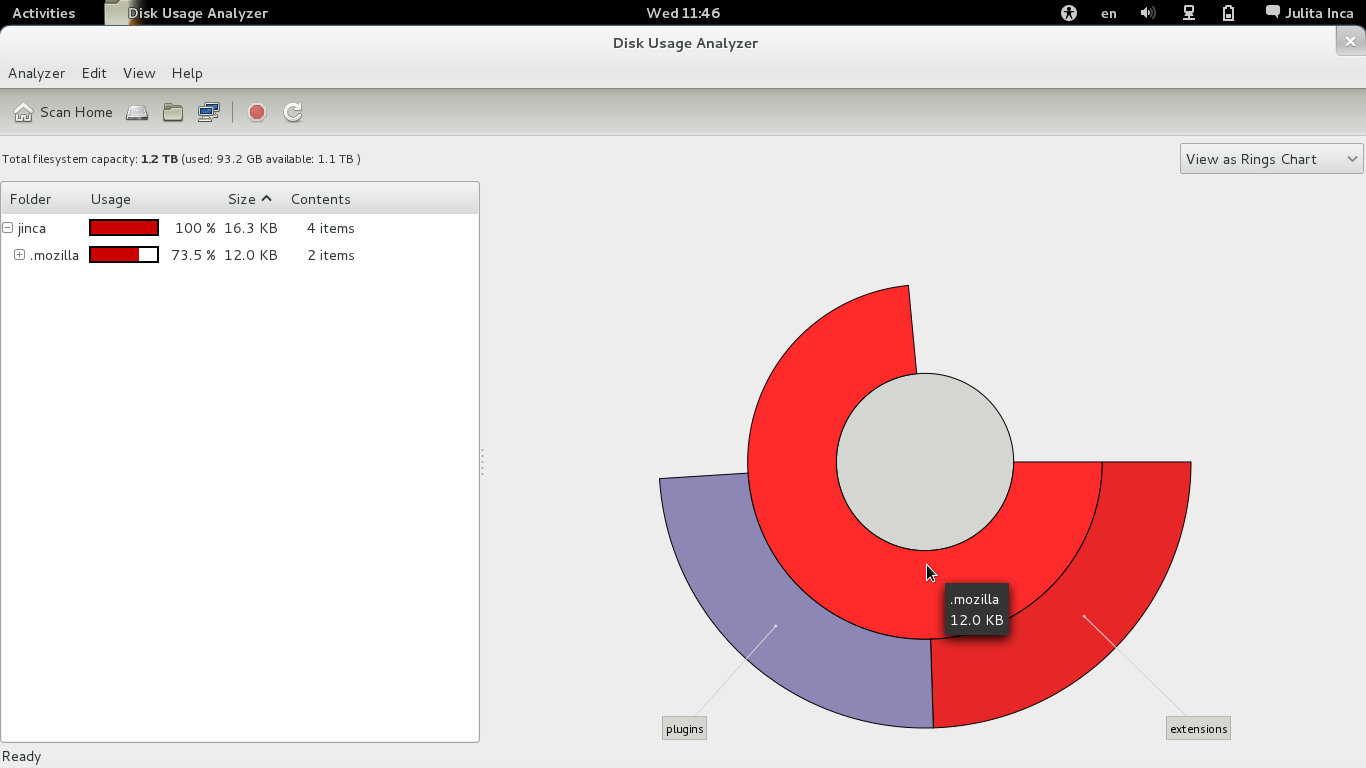 Activities Disk Usage Analyzer Wed 11:46 en Julita Inca
Disk Usage Analyzer
Analyzer Edit View Help
Scan Home
Total filesystem capacity: 1.2 TB (used: 93.2 GB available: 1.1 TB )
View as Rings Chart
Folder Usage Size Contents
jinca 100 % 16.3 KB 4 items
.mozilla 73.5 % 12.0 KB 2 items
.mozilla
12.0 KB
plugins
extensions
Ready